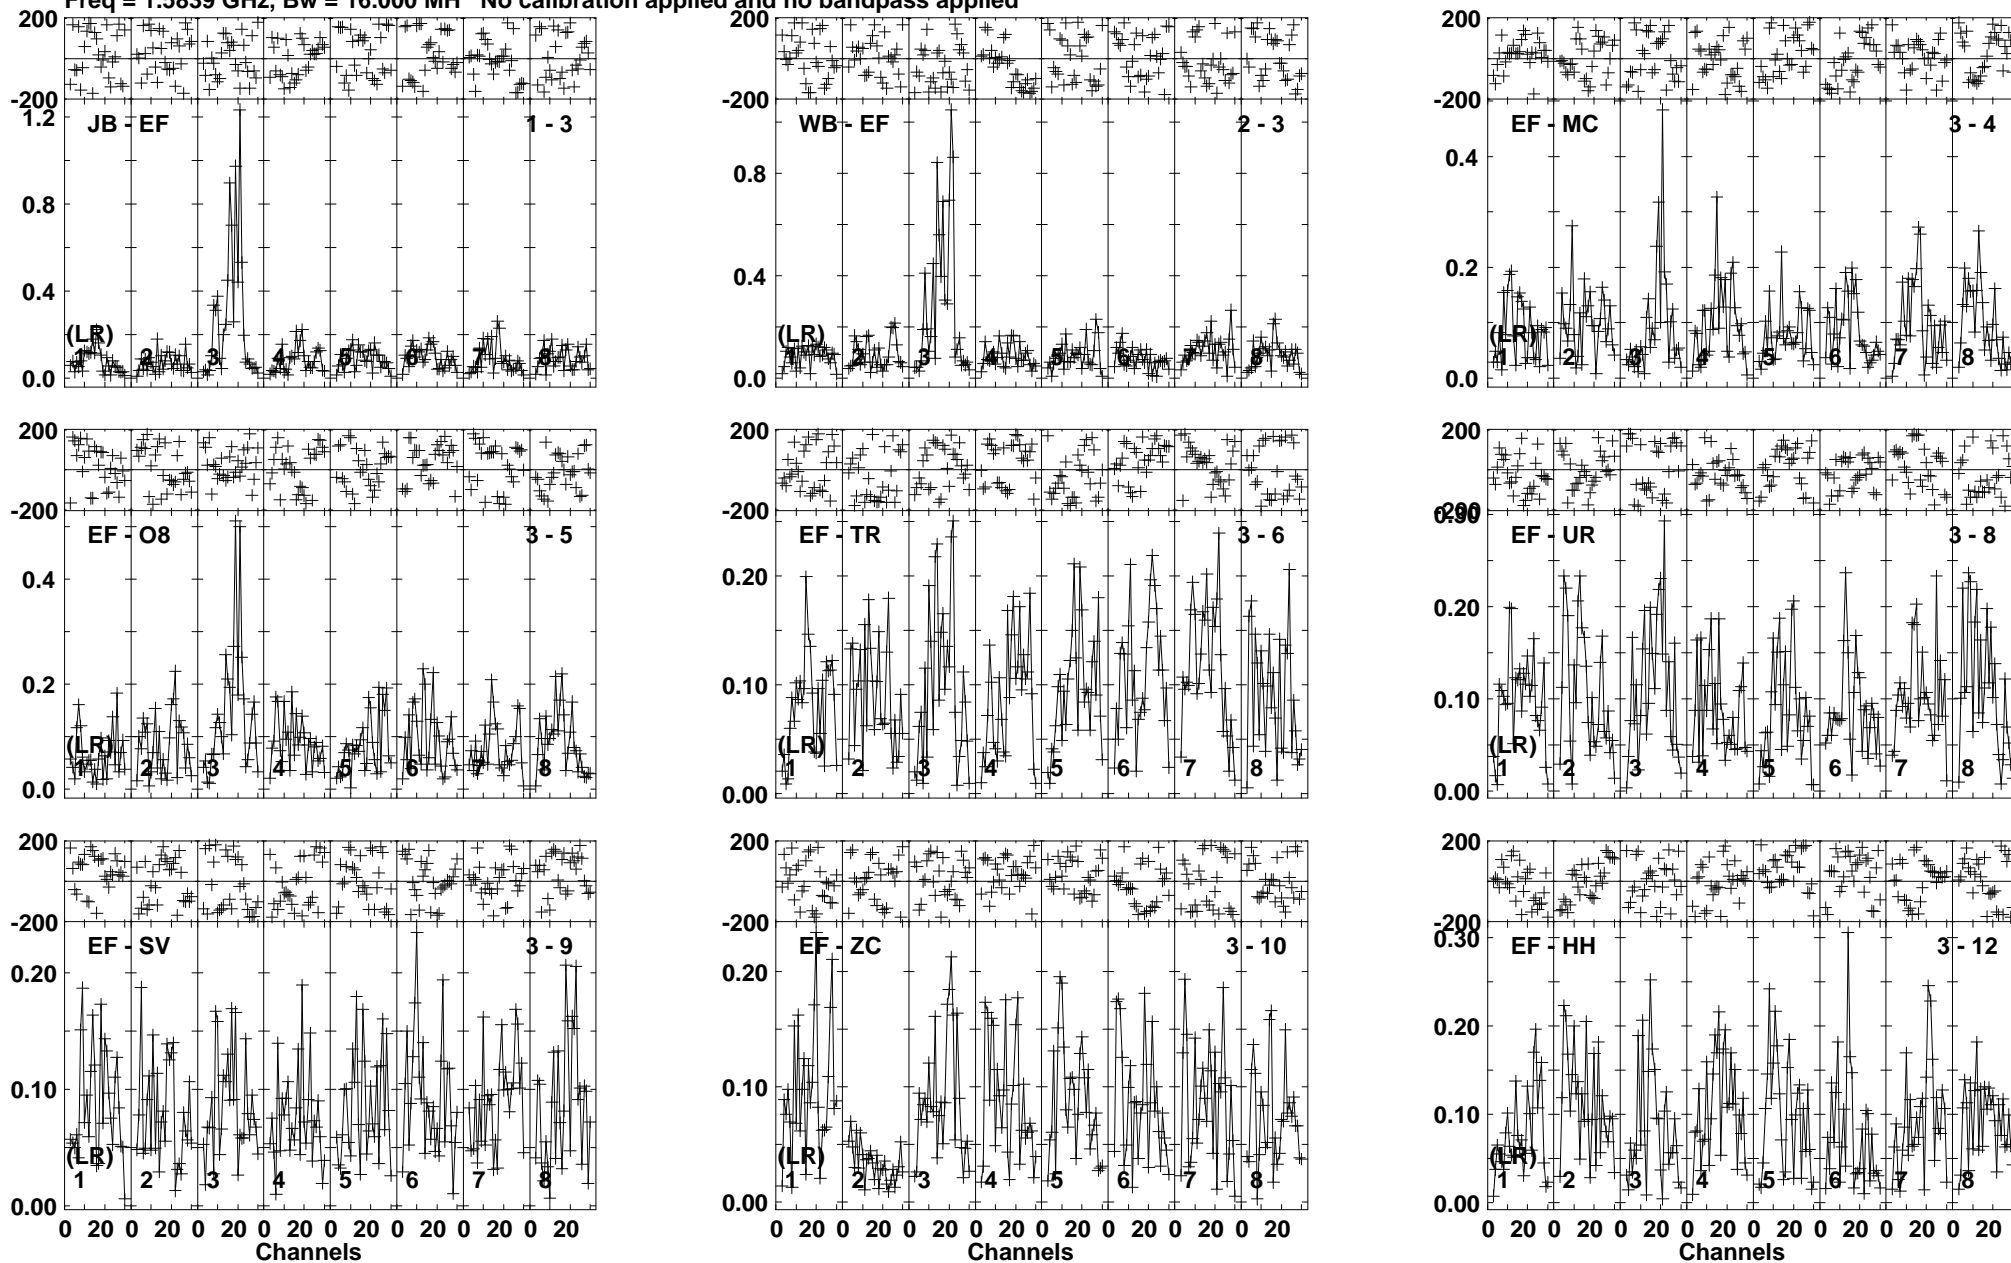 Freq = 1.5839 GHz, Bw = 16.000 MH No calibration applied and no bandpass applied
200 200 200
-200 -200 -200
1.2 JB - EF 1 - 3 WB - EF 2 - 3 EF - MC 3 - 4
0.8 0.8 0.4
0.4 0.4 0.2
(LR) (LR) (LR)
1 2 3 4 5 6 7 8 1 2 3 4 5 6 7 8 1 2 3 4 5 6 7 8
0.0 0.0 0.0
200 200 200
-200 -200 -200
0.30
EF - O8 3 - 5 EF - TR 3 - 6 EF - UR 3 - 8
0.4 0.20 0.20
0.2 0.10 0.10
(LR) (LR) (LR)
1 2 3 4 5 6 7 8 1 2 3 4 5 6 7 8 1 2 3 4 5 6 7 8
0.0 0.00 0.00
200 200 200
-200 -200 -200
EF - SV 3 - 9 EF - ZC 3 - 10 0.30 EF - HH 3 - 12
0.20 0.20 0.20
0.10 0.10 0.10
(LR) (LR) (LR)
1 2 3 4 5 6 7 8 1 2 3 4 5 6 7 8 1 2 3 4 5 6 7 8
0.00 0.00 0.00
0 20 0 20 0 20 0 20 0 20 0 20 0 20 0 20 0 20 0 20 0 20 0 20 0 20 0 20 0 20 0 20 0 20 0 20 0 20 0 20 0 20 0 20 0 20 0 20
Channels Channels Channels